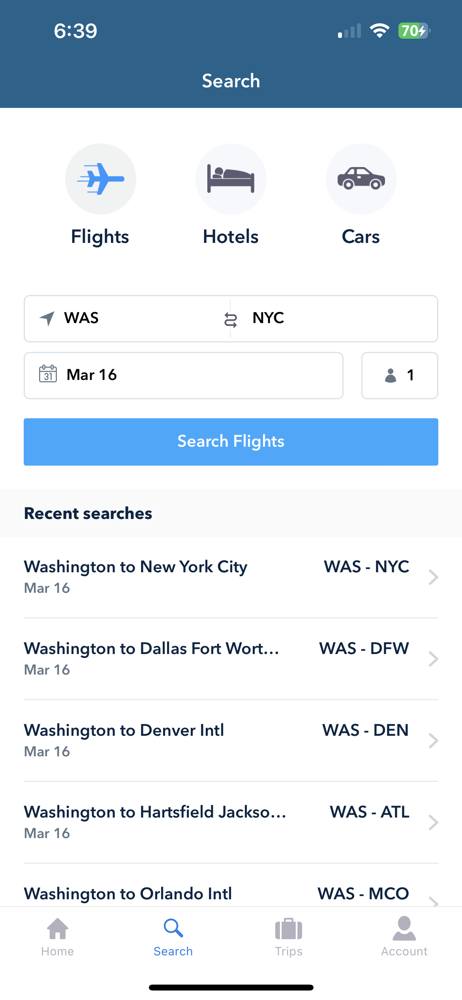 6:39
70
Search
Flights
Hotels
Cars
WAS
NYC
31
Mar 16
1
Search Flights
Recent searches
Washington to New York City
WAS - NYC
Mar 16
Washington to Dallas Fort Wort...
WAS - DFW
Mar 16
Washington to Denver Intl
WAS - DEN
Mar 16
Washington to Hartsfield Jackso...
WAS - ATL
Mar 16
Washington to Orlando Intl
WAS - MCO
Home
Search
Trips
Account